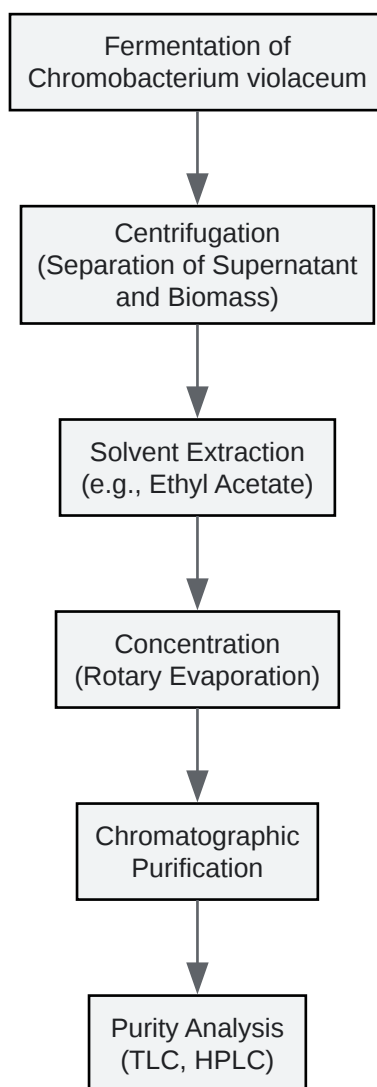 Fermentation of
Chromobacterium violaceum
Centrifugation
(Separation of Supernatant
and Biomass)
Solvent Extraction
(e.g., Ethyl Acetate)
Concentration
(Rotary Evaporation)
Chromatographic
Purification
Purity Analysis
(TLC, HPLC)